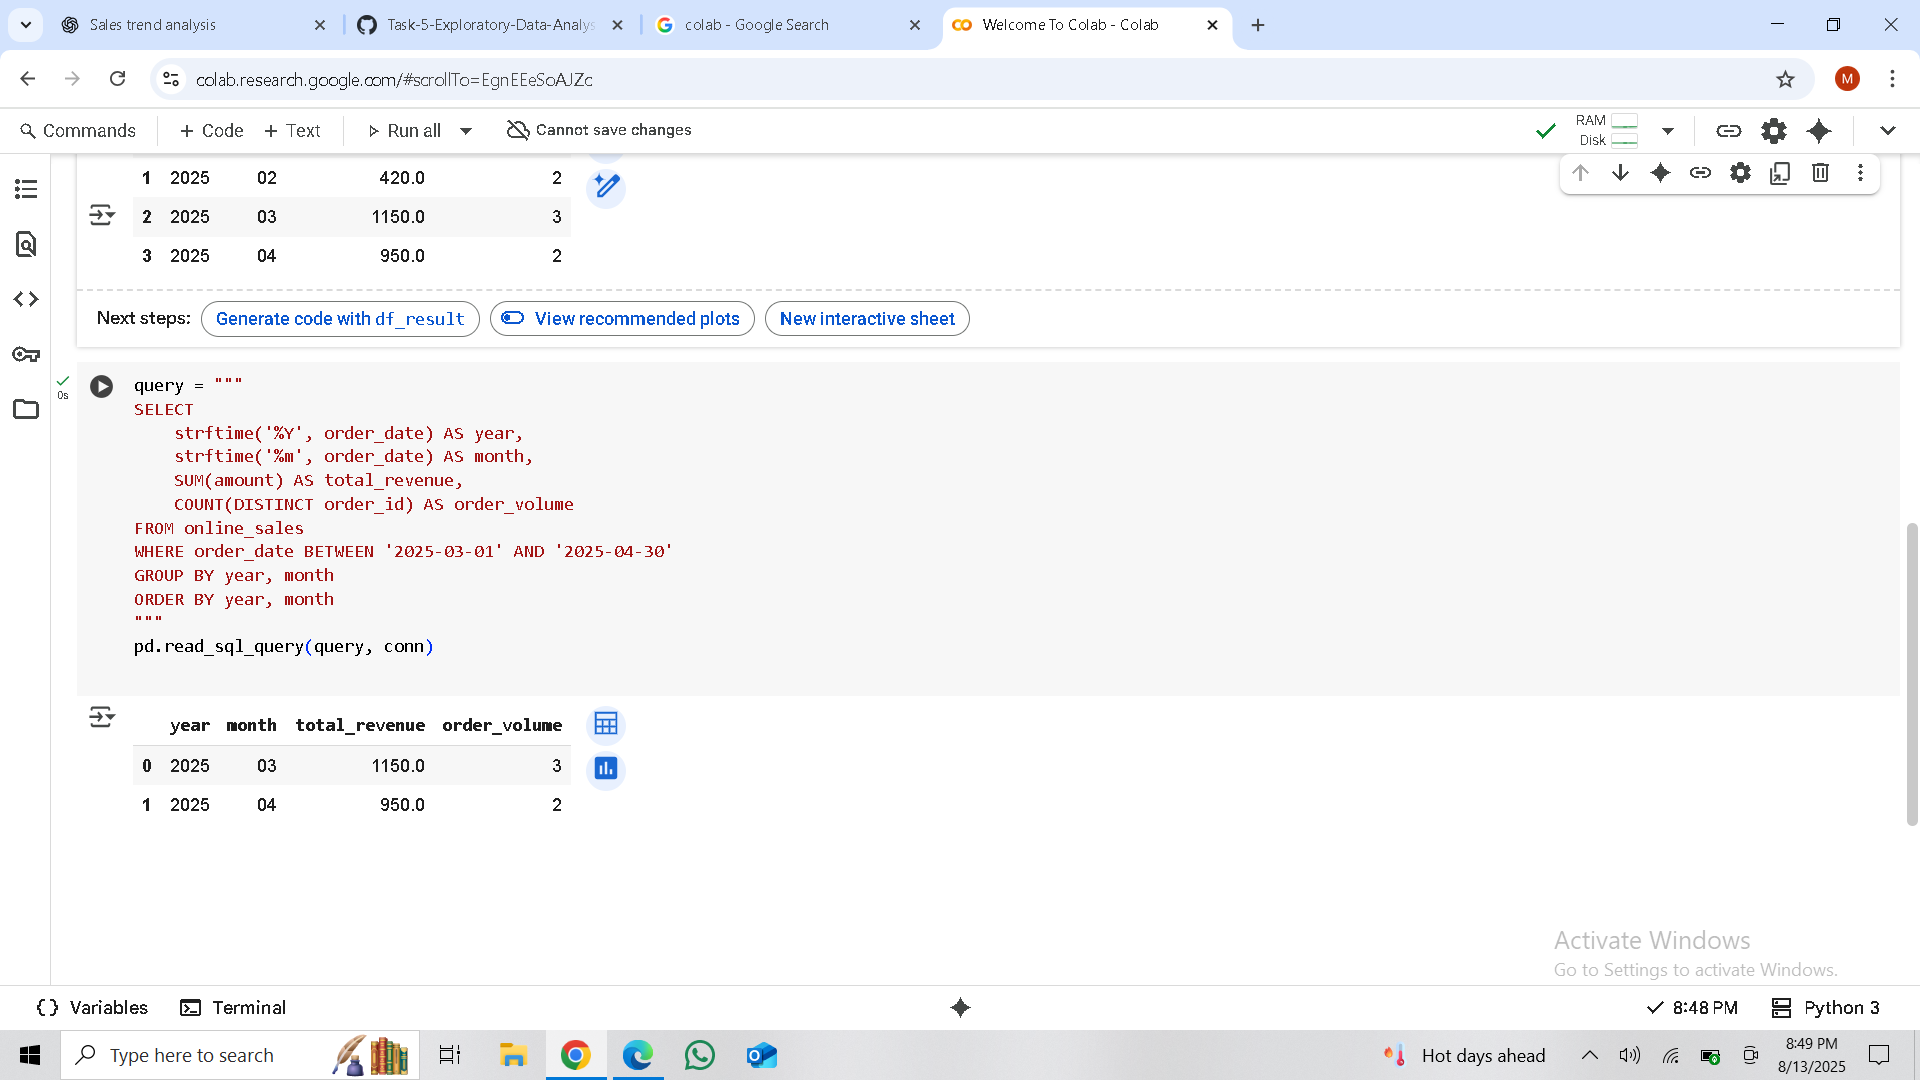 Sales trend analysis
Task-5-Exploratory-Data-Analys
colab - Google Search
Welcome To Colab - Colab
colab.research.google.com/#scrollTo=EgnEEeSoAJZc
M
Commands
+ Code + Text
Run all
Cannot save changes
RAM
Disk
1 2025 02 420.0 2
2 2025 03 1150.0 3
3 2025 04 950.0 2
Next steps: Generate code with df_result View recommended plots New interactive sheet
0s
query = """
SELECT
strftime('%Y', order_date) AS year,
strftime('%m', order_date) AS month,
SUM(amount) AS total_revenue,
COUNT(DISTINCT order_id) AS order_volume
FROM online_sales
WHERE order_date BETWEEN '2025-03-01' AND '2025-04-30'
GROUP BY year, month
ORDER BY year, month
"""
pd.read_sql_query(query, conn)
year month total_revenue order_volume
0 2025 03 1150.0 3
1 2025 04 950.0 2
Activate Windows
Go to Settings to activate Windows.
Variables Terminal
8:48 PM Python 3
Type here to search
Hot days ahead
8:49 PM
8/13/2025